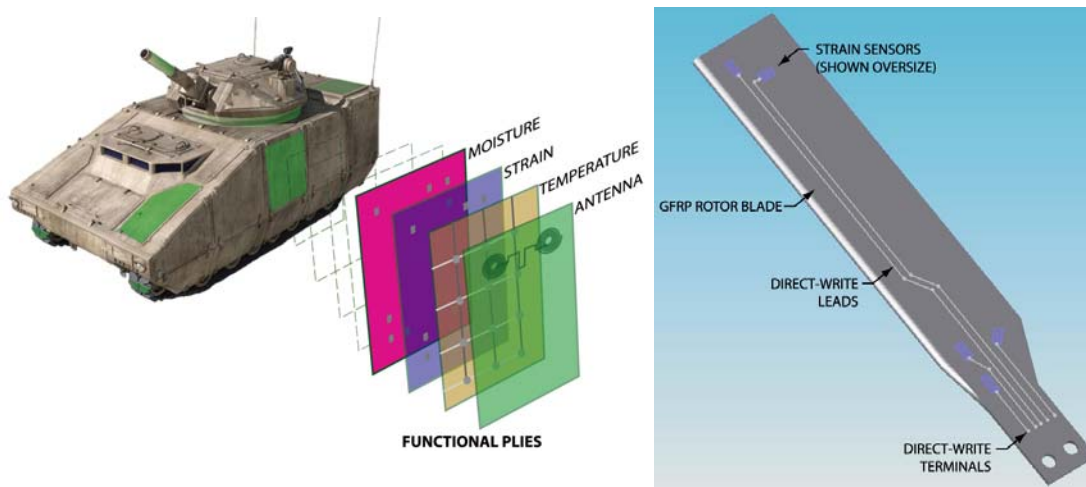 MOISTURE
STRAIN
TEMPERATURE
ANTENNA
FUNCTIONAL PLIES
STRAIN SENSORS
(SHOWN OVERSIZE)
GFRP ROTOR BLADE
DIRECT-WRITE
LEADS
DIRECT-WRITE
TERMINALS